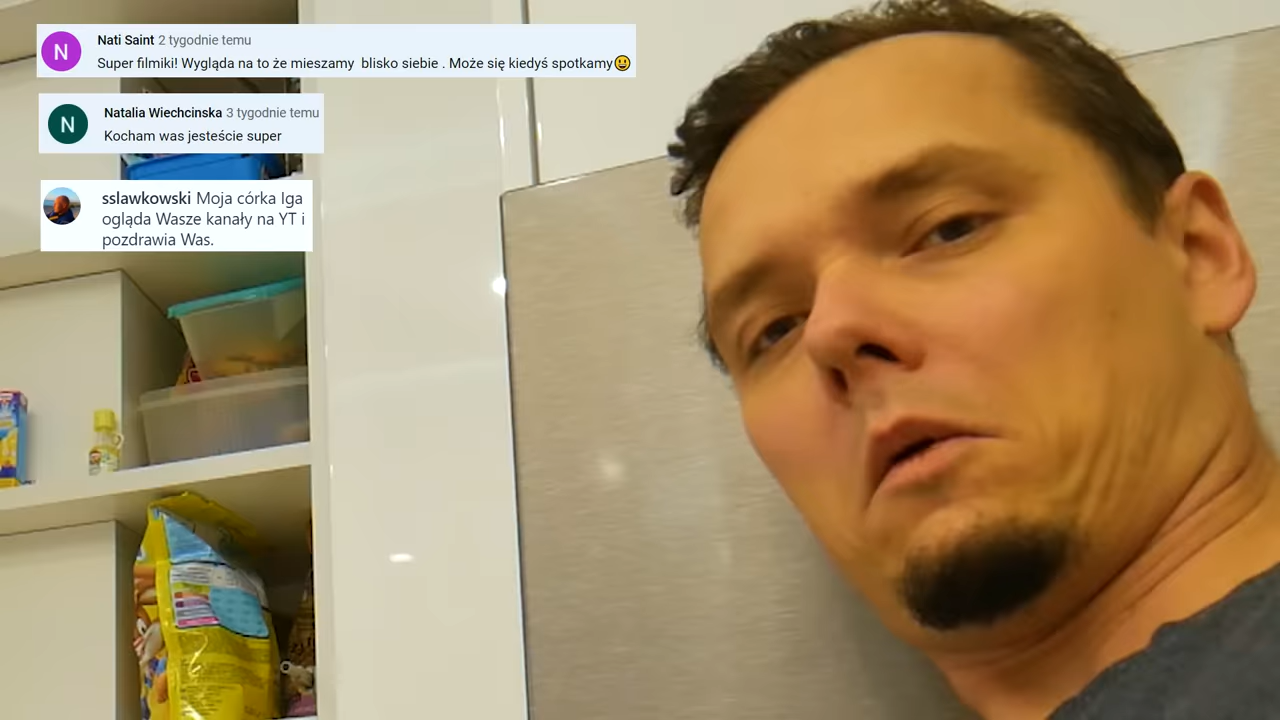 N Nati Saint 2 tygodnie temu
Super filmiki! Wygląda na to że mieszamy blisko siebie . Może się kiedyś spotkamy😀
N Natalia Wiechcinska 3 tygodnie temu
Kocham was jesteście super
sslawkowski Moja córka Iga
ogląda Wasze kanały na YT i
pozdrawia Was.